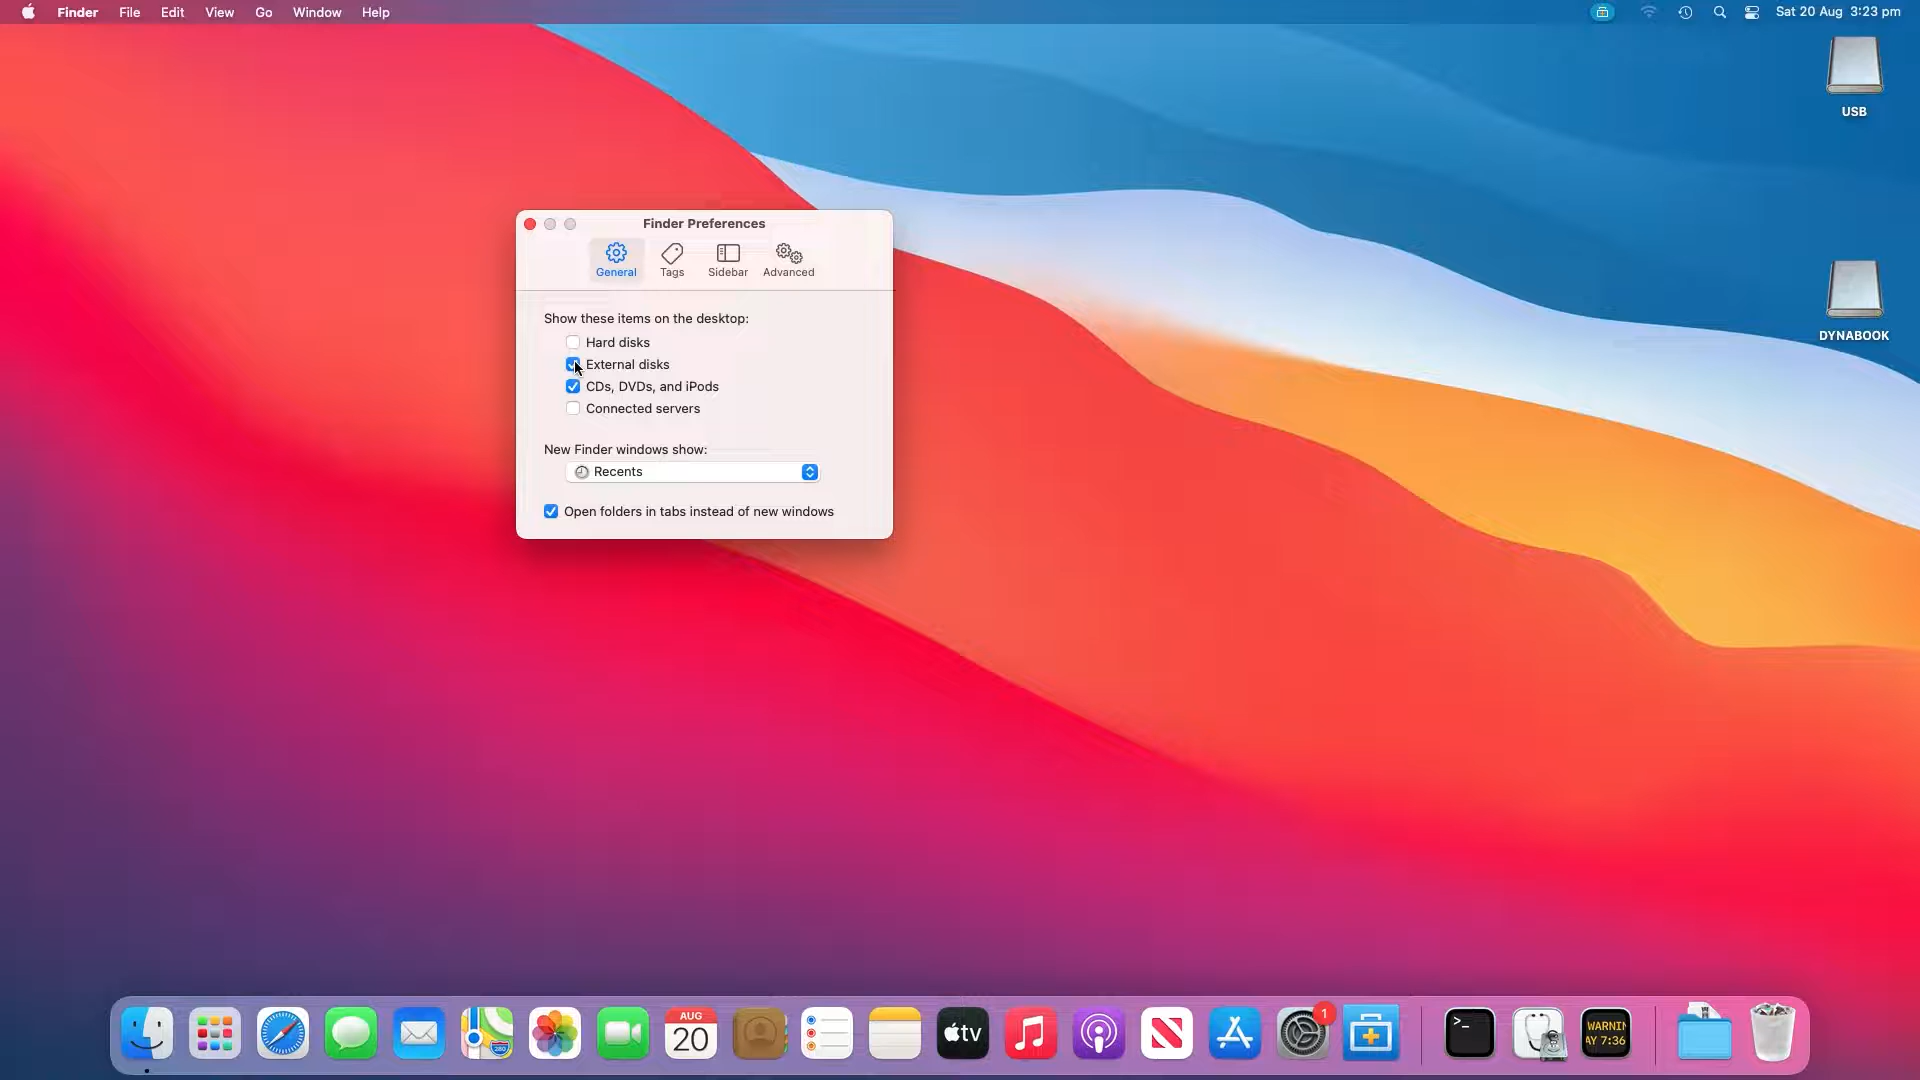 Finder File Edit View Go Window Help Sat 20 Aug 3:23 pm
USB
DYNABOOK
Finder Preferences
General Tags Sidebar Advanced
Show these items on the desktop:
Hard disks
External disks
CDs, DVDs, and iPods
Connected servers
New Finder windows show:
Recents
Open folders in tabs instead of new windows
280
AUG
20
tv
1
>_
WARNIN
AY 7:36